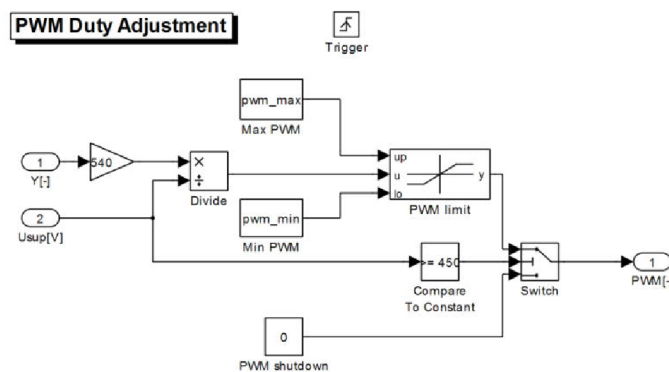 PWM Duty Adjustment
Trigger
pwm_max
Max PWM
1
Y[-]
540
×
÷
Divide
up
u
lo
y
PWM limit
pwm_min
Min PWM
2
Usup[V]
>= 450
Compare
To Constant
Switch
1
PWM[-
0
PWM shutdown